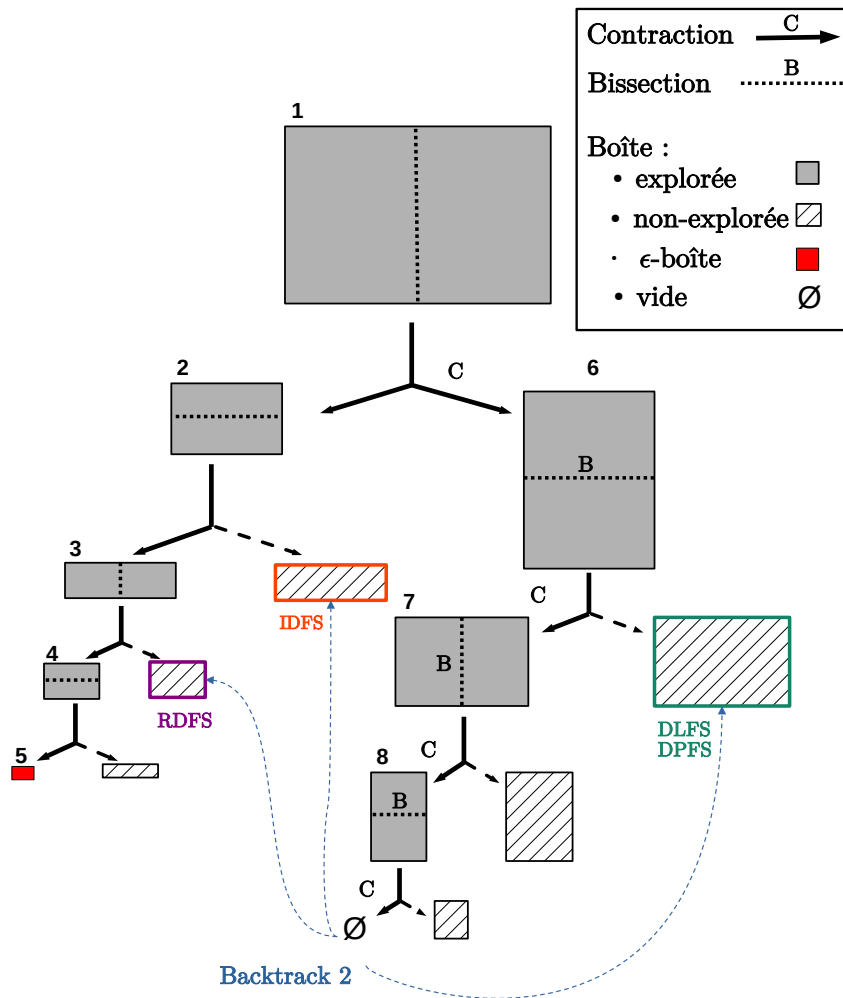 Contraction C
Bissection B
Boîte :
• explorée
• non-explorée
• ϵ-boîte
• vide Ø
1
2
C
6
B
3
IDFS
7
C
4
B
RDFS
DLFS
DPFS
5
C
8
B
C
Ø
Backtrack 2